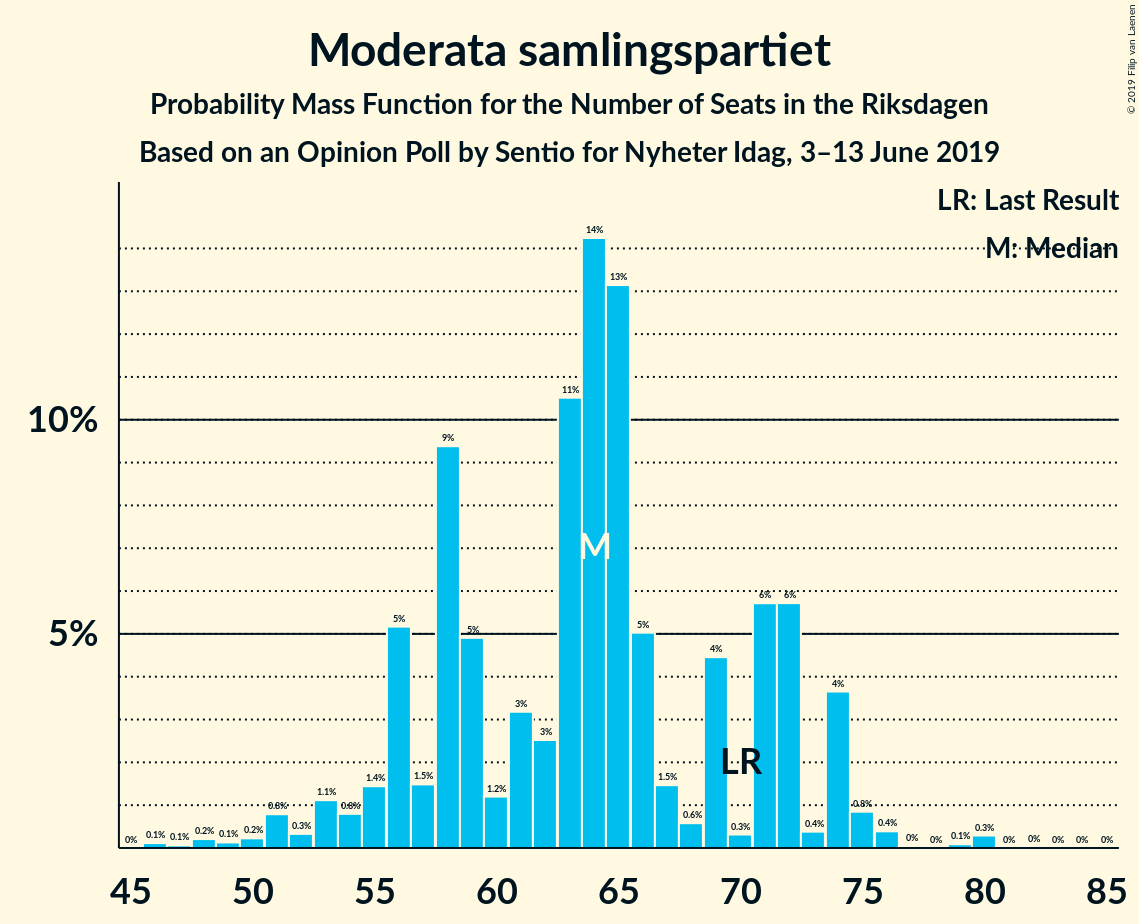 Moderata samlingspartiet
Probability Mass Function for the Number of Seats in the Riksdagen
Based on an Opinion Poll by Sentio for Nyheter Idag, 3–13 June 2019
© 2019 Filip van Laenen
LR: Last Result
M: Median
10%
5%
0% 0.1% 0.1% 0.2% 0.1% 0.2% 0.8% 0.3% 1.1% 0.8% 1.4% 5% 1.5% 9% 5% 1.2% 3% 3% 11% 14% 13% 5% 1.5% 0.6% 4% 0.3% 6% 6% 0.4% 4% 0.8% 0.4% 0% 0% 0.1% 0.3% 0% 0% 0% 0% 0%
M
LR
45 50 55 60 65 70 75 80 85